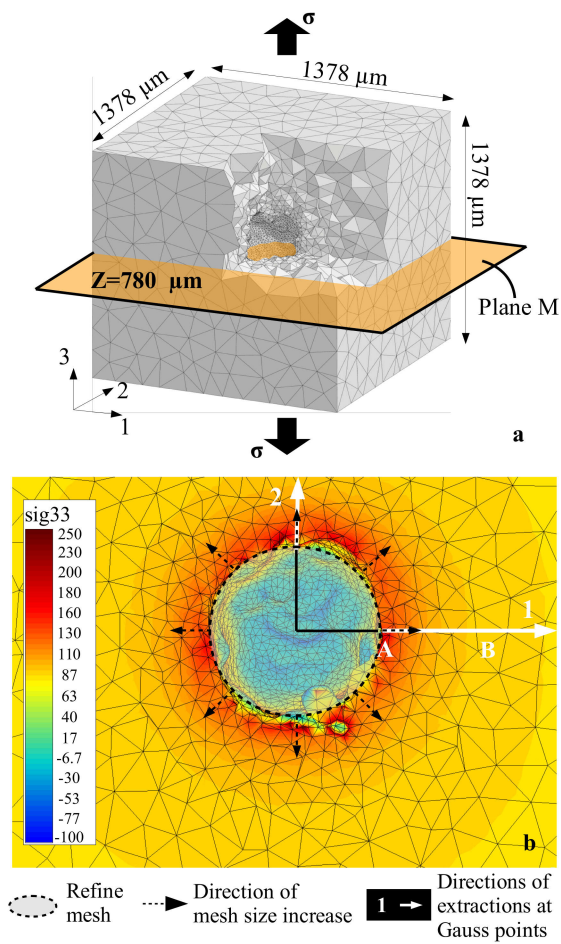 σ
1378 µm
1378 µm
1378 µm
Z=780 µm
Plane M
3
2
1
σ
a
sig33
250
230
200
180
160
130
110
87
63
40
17
-6.7
-30
-53
-77
-100
2
1
A
B
b
Refine
mesh
Direction of
mesh size increase
1
Directions of
extractions at
Gauss points